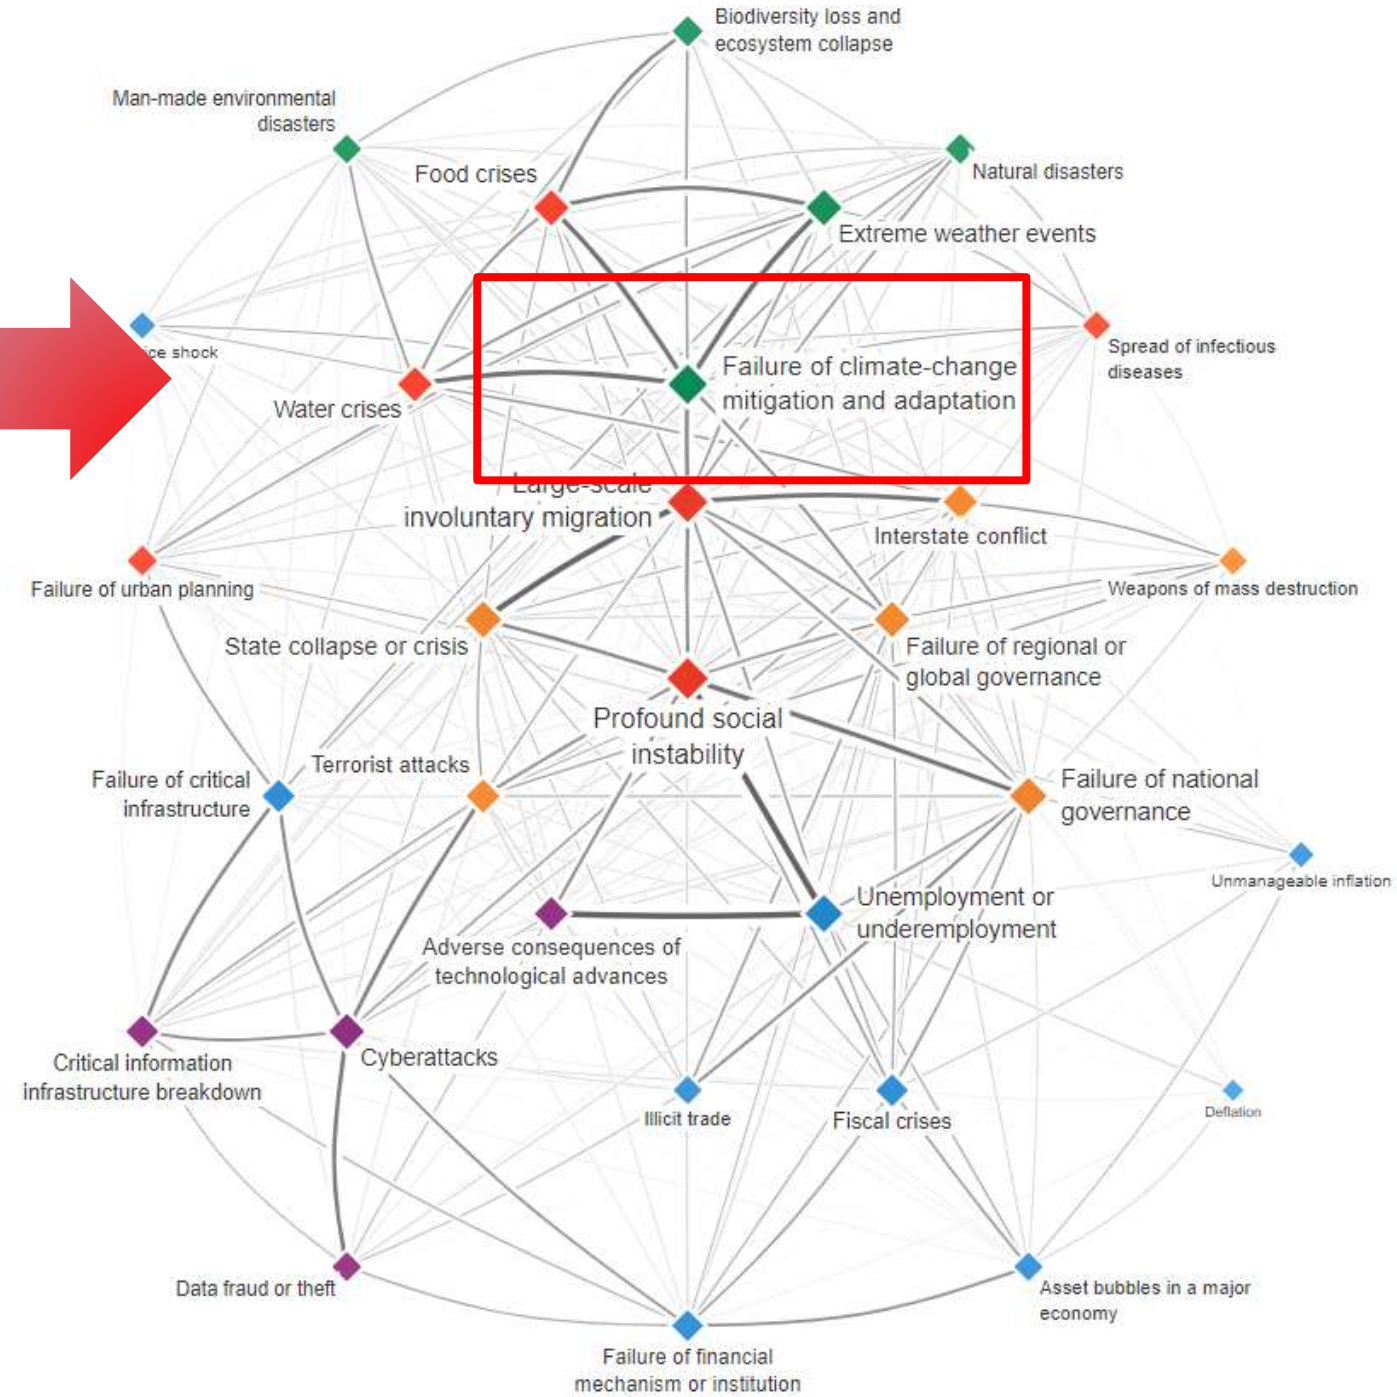 Biodiversity loss and
ecosystem collapse
Man-made environmental
disasters
Food crises
Natural disasters
Extreme weather events
shock
Spread of infectious
diseases
Failure of climate-change
mitigation and adaptation
Water crises
Large-scale
involuntary migration
Interstate conflict
Failure of urban planning
Weapons of mass destruction
State collapse or crisis
Failure of regional or
global governance
Profound social
instability
Terrorist attacks
Failure of critical
infrastructure
Failure of national
governance
Unmanageable inflation
Unemployment or
underemployment
Adverse consequences of
technological advances
Critical information
infrastructure breakdown
Cyberattacks
Illicit trade
Fiscal crises
Deflation
Data fraud or theft
Asset bubbles in a major
economy
Failure of financial
mechanism or institution